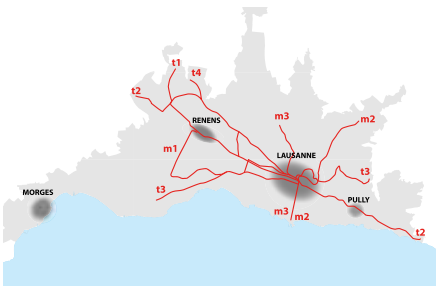 t1
t4
t2
m3
RENENS
m2
m1
LAUSANNE
t3
t3
MORGES
PULLY
m3
m2
t2